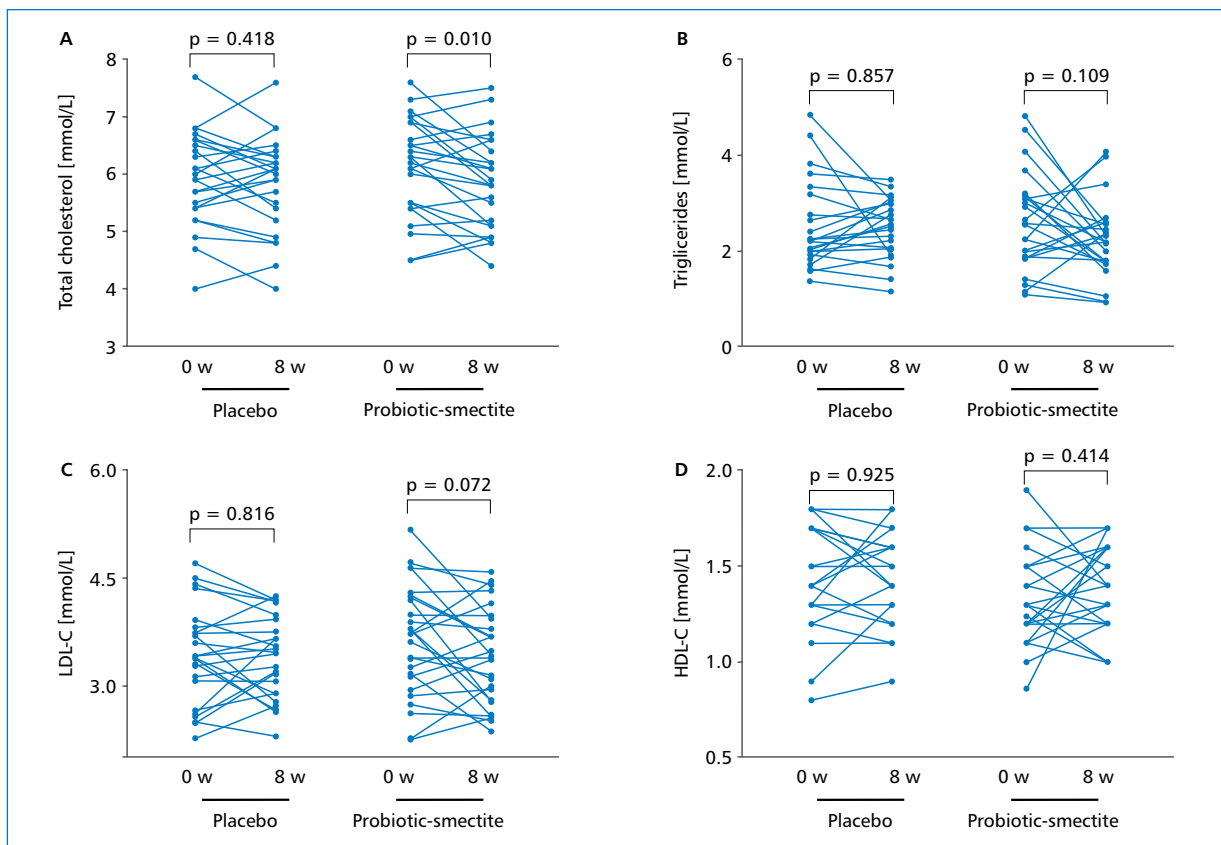 A
p = 0.418
p = 0.010
Total cholesterol [mmol/L]
8
7
6
5
4
3
0 w
8 w
0 w
8 w
Placebo
Probiotic-smectite
B
p = 0.857
p = 0.109
Triglicerides [mmol/L]
6
4
2
0
0 w
8 w
0 w
8 w
Placebo
Probiotic-smectite
C
p = 0.816
p = 0.072
LDL-C [mmol/L]
6.0
4.5
3.0
0 w
8 w
0 w
8 w
Placebo
Probiotic-smectite
D
p = 0.925
p = 0.414
HDL-C [mmol/L]
2.0
1.5
1.0
0.5
0 w
8 w
0 w
8 w
Placebo
Probiotic-smectite